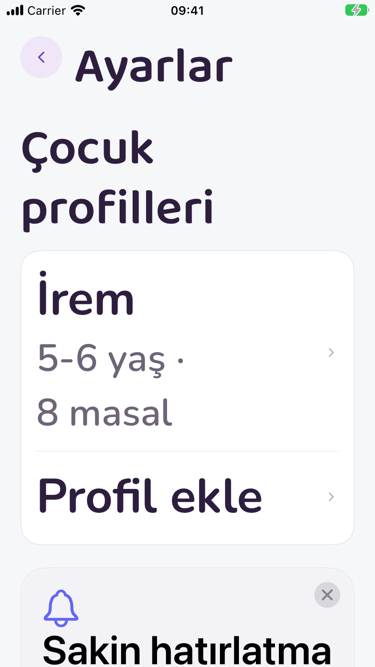 Carrier 09:41
Ayarlar
Çocuk
profilleri
İrem
5-6 yaş ·
8 masal
Profil ekle
Sakin hatırlatma